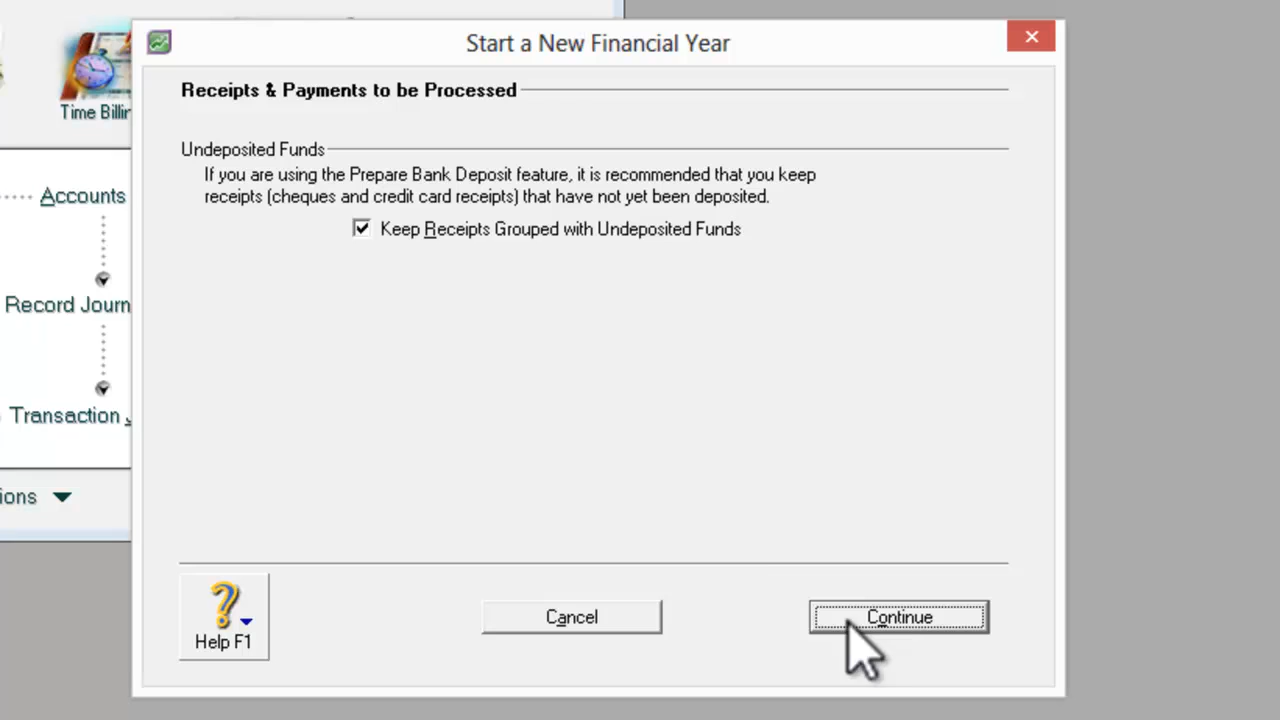 Start a New Financial Year
Time Billin
Receipts & Payments to be Processed
Undeposited Funds
If you are using the Prepare Bank Deposit feature, it is recommended that you keep
receipts (cheques and credit card receipts) that have not yet been deposited.
Keep Receipts Grouped with Undeposited Funds
Accounts
Record Journ
Transaction J
ions
Help F1
Cancel
Continue